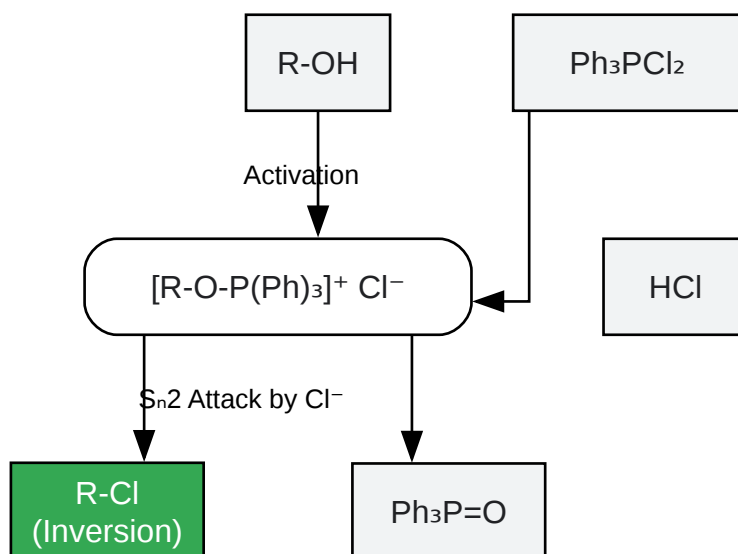 R-OH
Ph₃PCl₂
Activation
[R-O-P(Ph)₃]⁺ Cl⁻
HCl
Sₙ2 Attack by Cl⁻
R-Cl
(Inversion)
Ph₃P=O